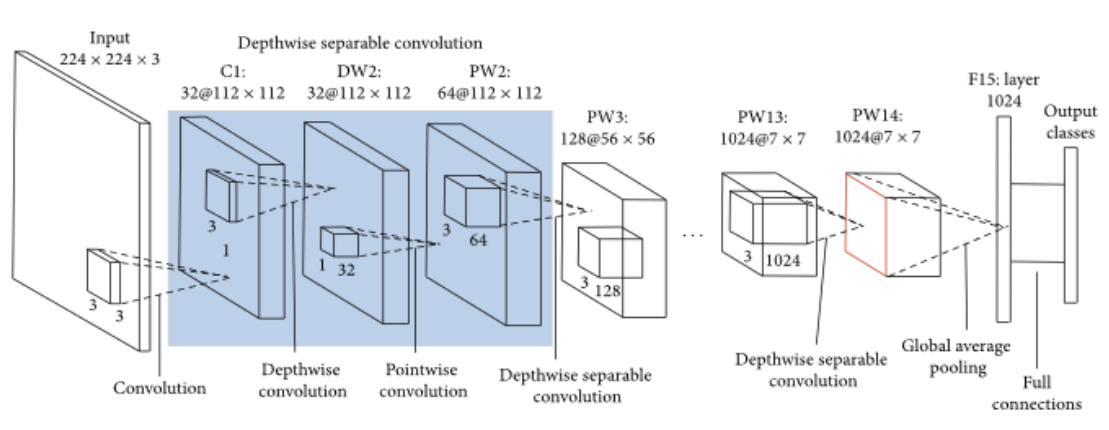 Input
224 × 224 × 3
Depthwise separable convolution
C1:
32@112 × 112
DW2:
32@112 × 112
PW2:
64@112 × 112
PW3:
128@56 × 56
PW13:
1024@7 × 7
PW14:
1024@7 × 7
F15: layer
1024
Output
classes
3
3
3
1
1
32
3
64
3
128
...
3
1024
Convolution
Depthwise
convolution
Pointwise
convolution
Depthwise separable
convolution
Depthwise separable
convolution
Global average
pooling
Full
connections